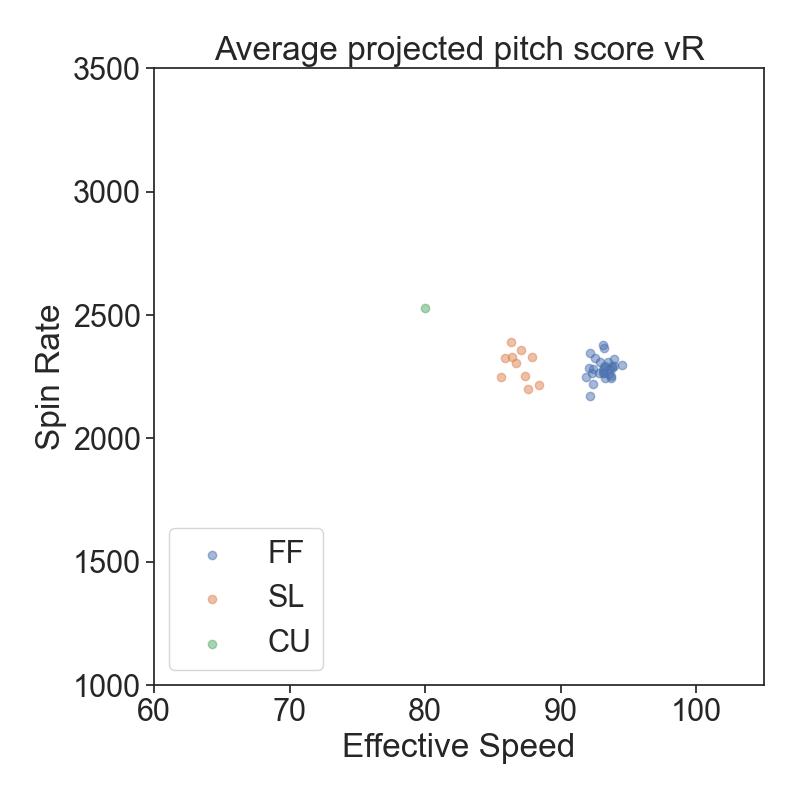 Average projected pitch score vR
3500
3000
2500
2000
1500
1000
Spin Rate
FF
SL
CU
60 70 80 90 100
Effective Speed